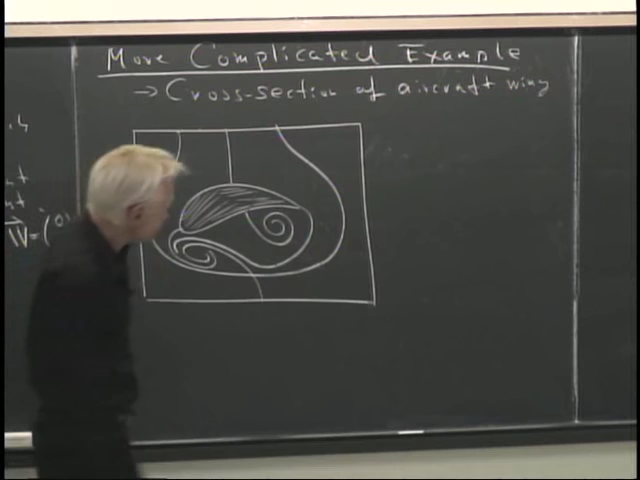 More Complicated Example
→ Cross-section of aircraft wing